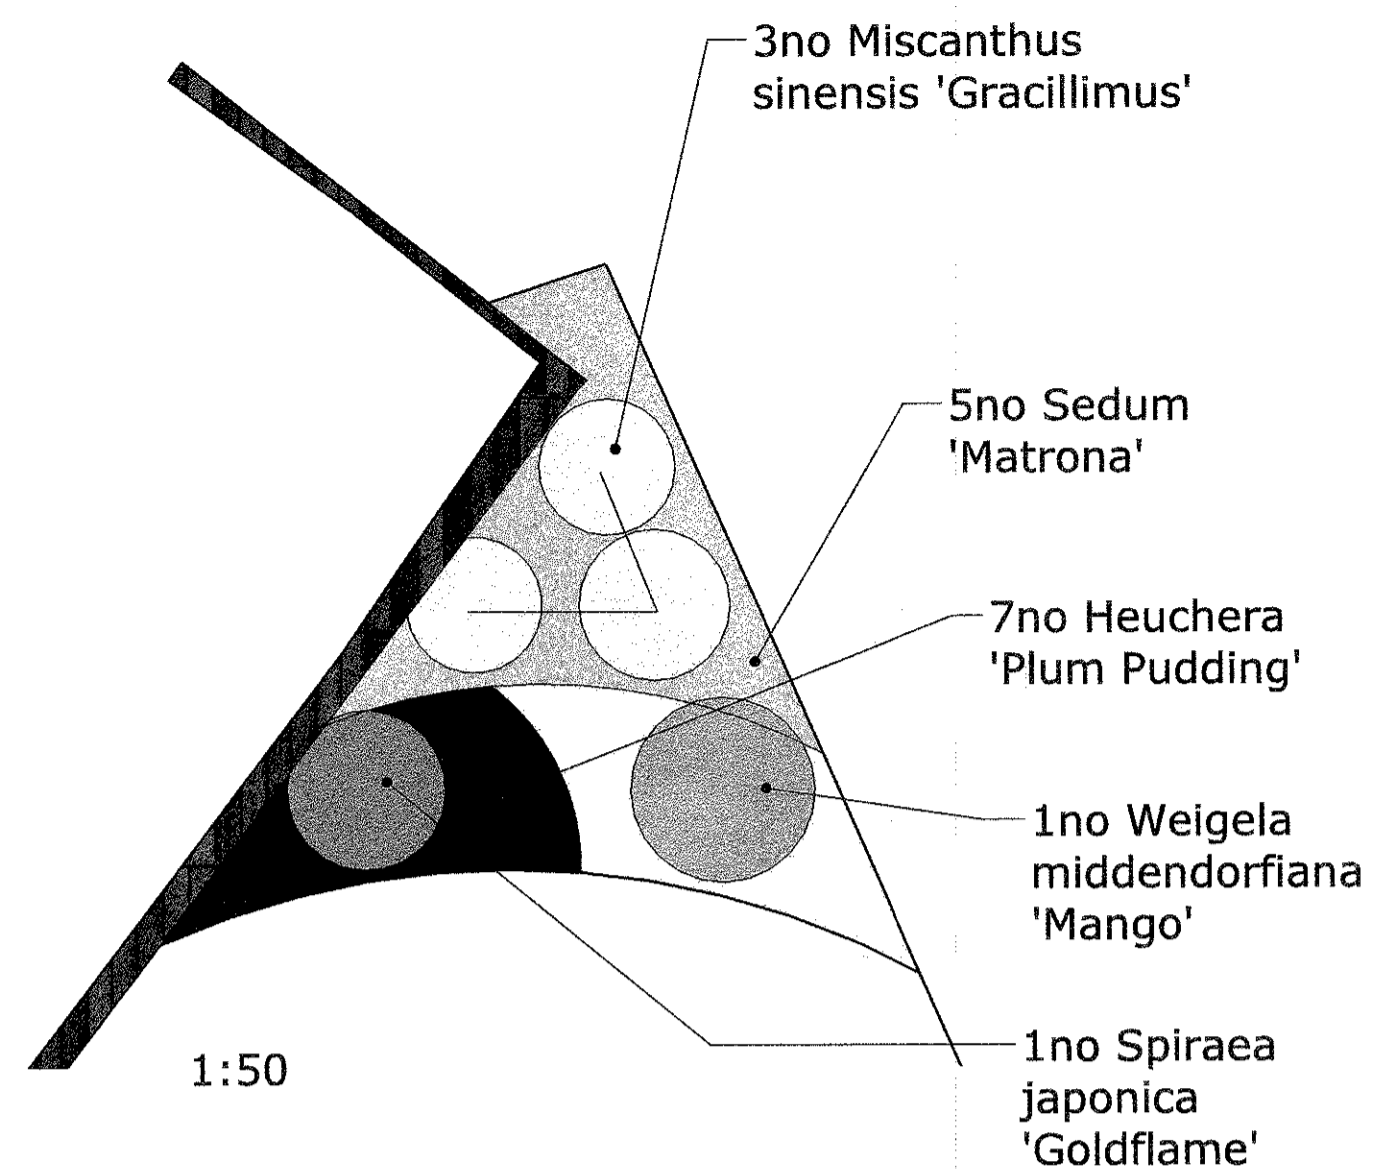 3no Miscanthus
sinensis 'Gracillimus'
5no Sedum
'Matrona'
7no Heuchera
'Plum Pudding'
1no Weigela
middendorfiana
'Mango'
1no Spiraea
japonica
'Goldflame'
1:50